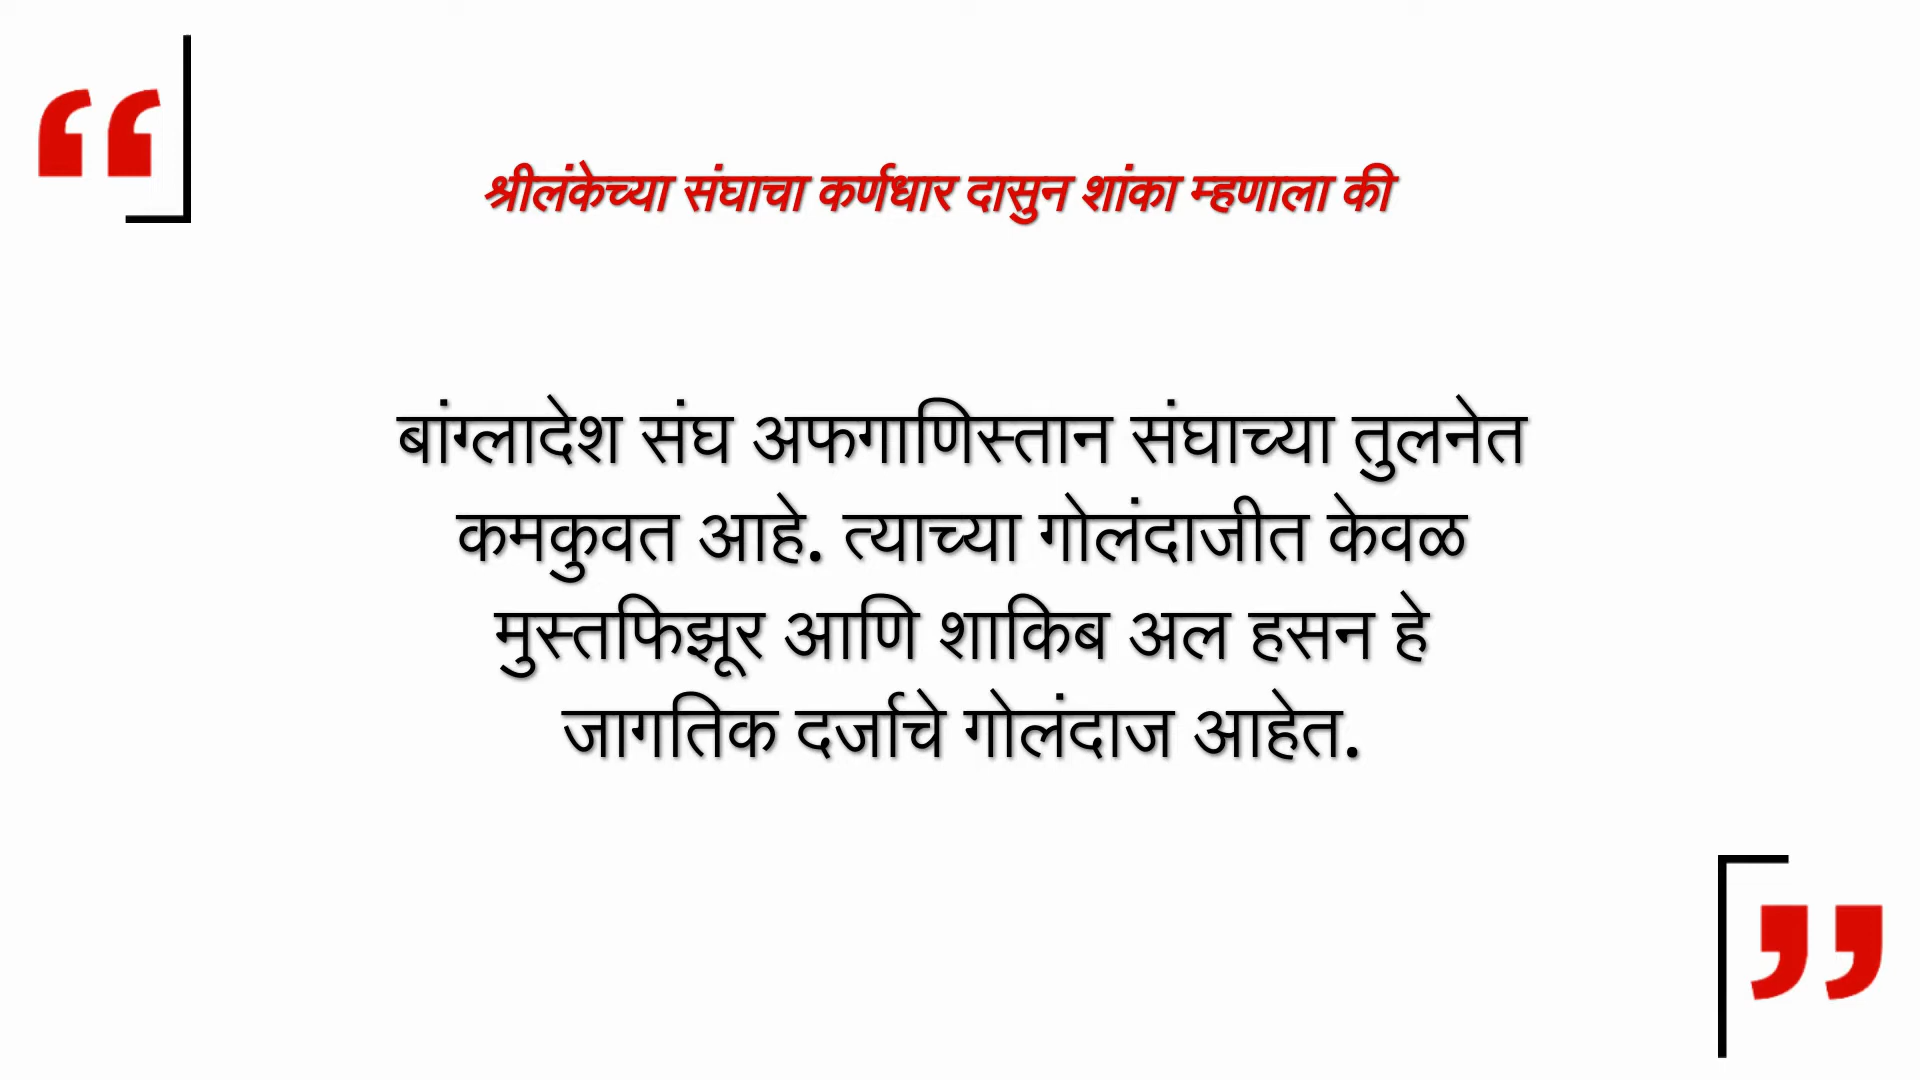 श्रीलंकेच्या संघाचा कर्णधार दासुन शांका म्हणाला की
बांग्लादेश संघ अफगाणिस्तान संघाच्या तुलनेत
कमकुवत आहे. त्याच्या गोलंदाजीत केवळ
मुस्तफिझूर आणि शाकिब अल हसन हे
जागतिक दर्जाचे गोलंदाज आहेत.